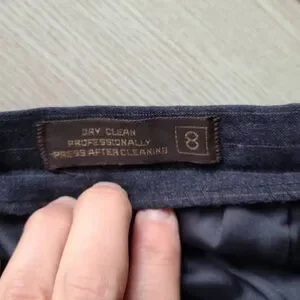 DRY CLEAN
PROFESSIONALLY
PRESS AFTER CLEANING
8